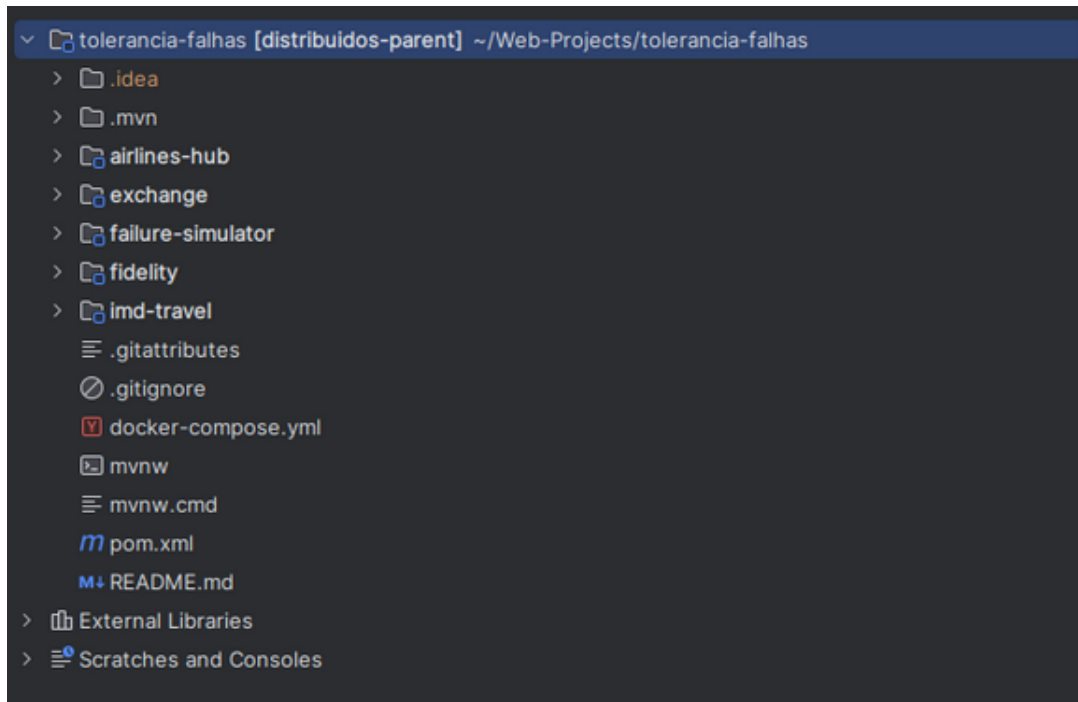 tolerancia-falhas [distribuidos-parent] ~/Web-Projects/tolerancia-falhas
.idea
.mvn
airlines-hub
exchange
failure-simulator
fidelity
imd-travel
.gitattributes
.gitignore
Y docker-compose.yml
mvnw
mvnw.cmd
m pom.xml
M↓ README.md
External Libraries
Scratches and Consoles